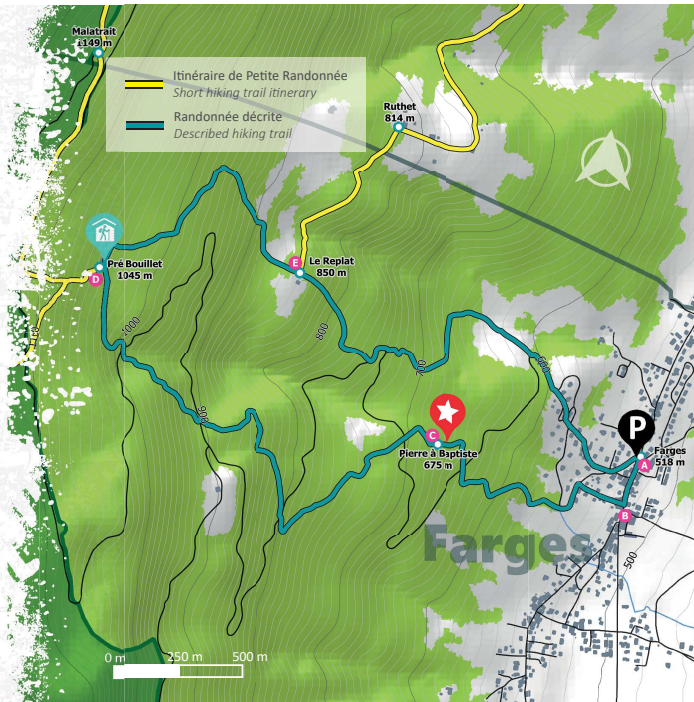 Malatrait
1149 m
Itinéraire de Petite Randonnée
Short hiking trail itinerary
Randonnée décrite
Described hiking trail
Ruthet
814 m
E
Le Replat
850 m
Pré Bouillet
1045 m
D
1100
1000
800
700
600
900
C
Pierre à Baptiste
675 m
P
Farges
518 m
A
B
Farges
500
0 m
250 m
500 m